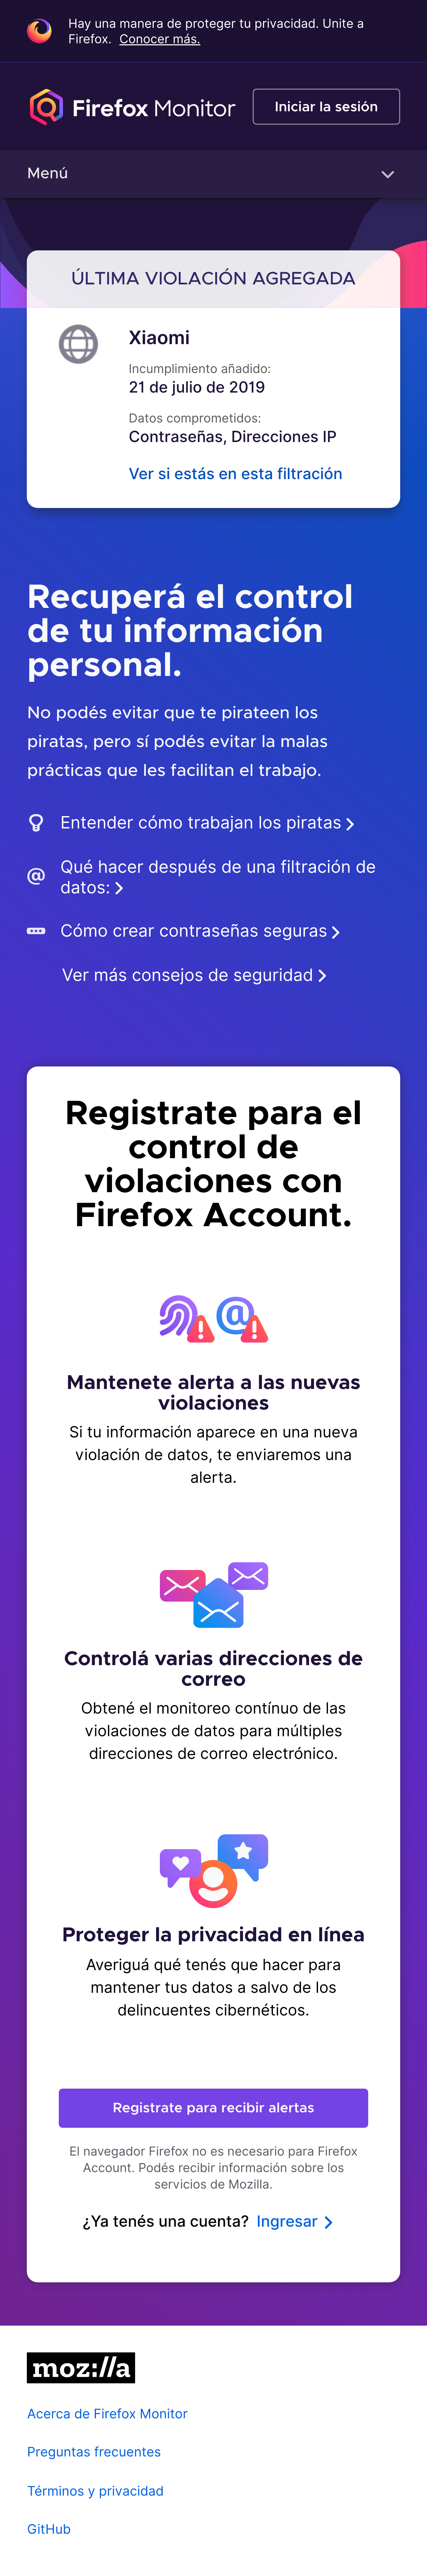 Hay una manera de proteger tu privacidad. Unite a
Firefox. Conocer más.
Firefox Monitor
Iniciar la sesión
Menú
ÚLTIMA VIOLACIÓN AGREGADA
Xiaomi
Incumplimiento añadido:
21 de julio de 2019
Datos comprometidos:
Contraseñas, Direcciones IP
Ver si estás en esta filtración
Recuperá el control
de tu información
personal.
No podés evitar que te pirateen los
piratas, pero sí podés evitar la malas
prácticas que les facilitan el trabajo.
Entender cómo trabajan los piratas
Qué hacer después de una filtración de
datos:
Cómo crear contraseñas seguras
Ver más consejos de seguridad
Registrate para el
control de
violaciones con
Firefox Account.
Mantenete alerta a las nuevas
violaciones
Si tu información aparece en una nueva
violación de datos, te enviaremos una
alerta.
Controlá varias direcciones de
correo
Obtené el monitoreo contínuo de las
violaciones de datos para múltiples
direcciones de correo electrónico.
Proteger la privacidad en línea
Averiguá qué tenés que hacer para
mantener tus datos a salvo de los
delincuentes cibernéticos.
Registrate para recibir alertas
El navegador Firefox no es necesario para Firefox
Account. Podés recibir información sobre los
servicios de Mozilla.
¿Ya tenés una cuenta? Ingresar
moz://a
Acerca de Firefox Monitor
Preguntas frecuentes
Términos y privacidad
GitHub